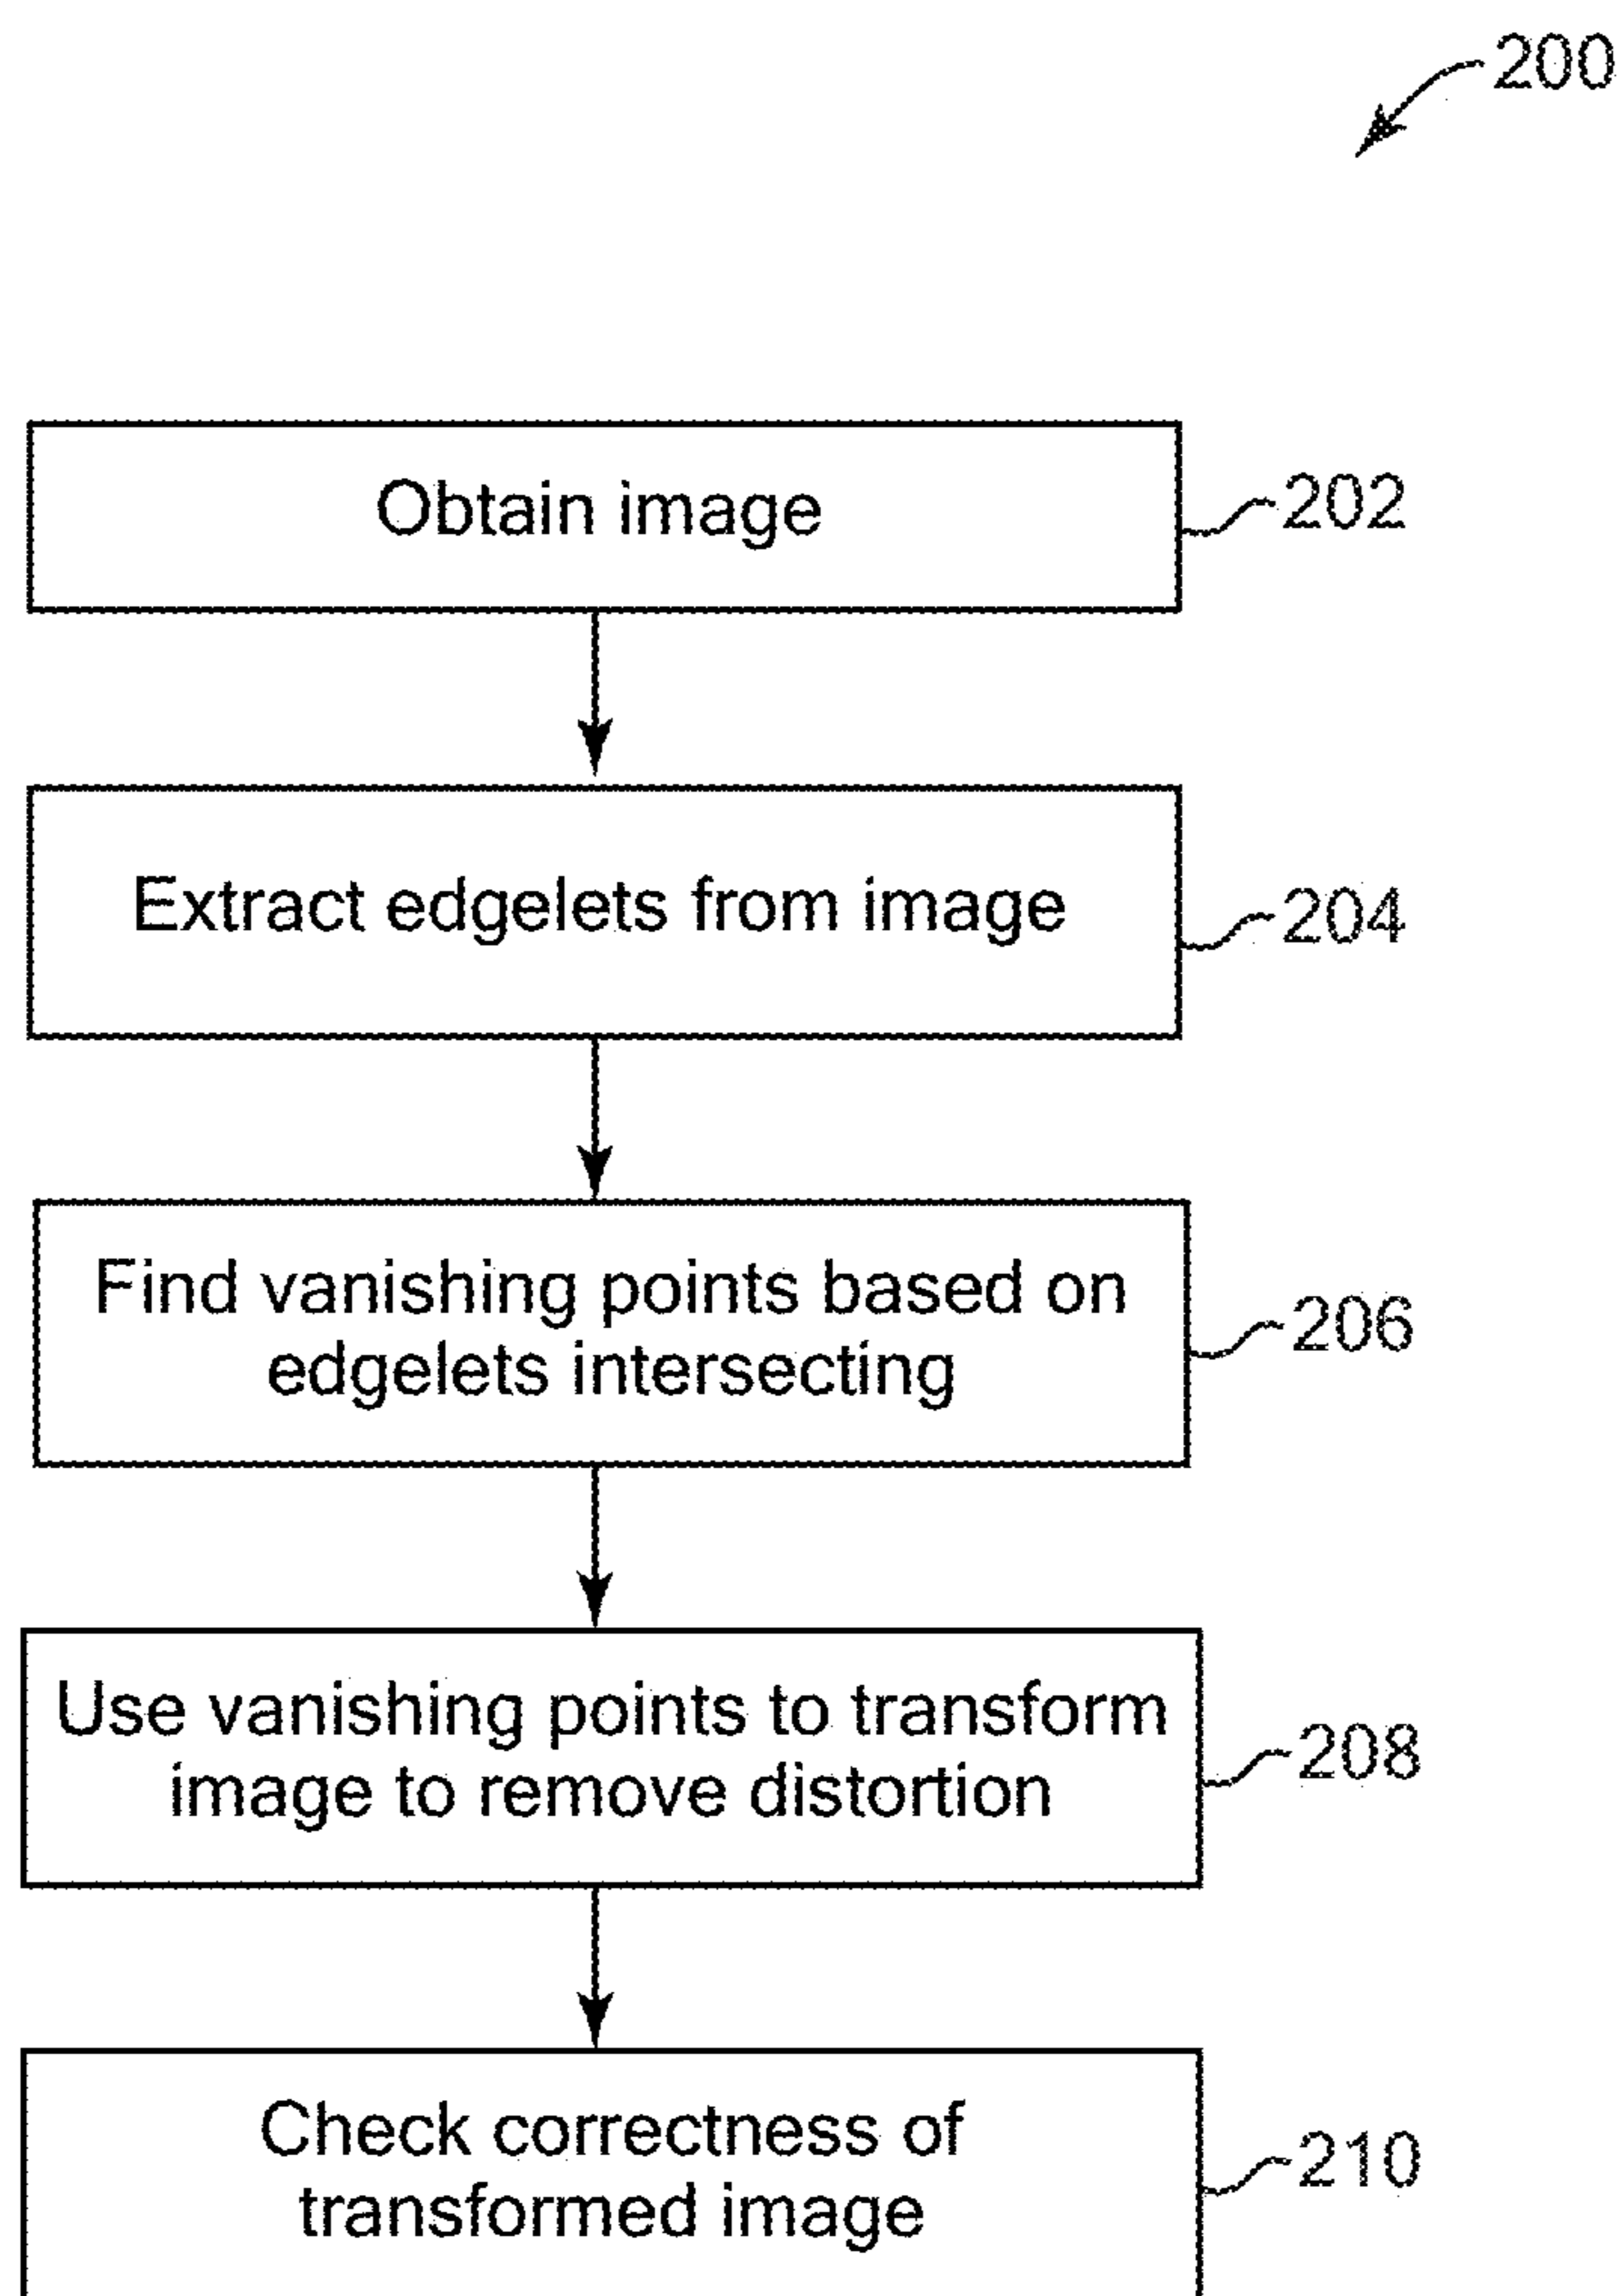 200
Obtain image
202
Extract edgelets from image
204
Find vanishing points based on
edgelets intersecting
206
Use vanishing points to transform
image to remove distortion
208
Check correctness of
transformed image
210